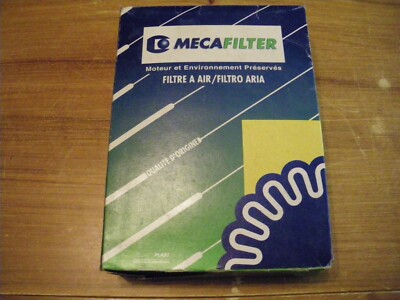 MECAFILTER
Moteur et Environnement Préservés
FILTRE A AIR/FILTRO ARIA
QUALITÉ D'ORIGINE